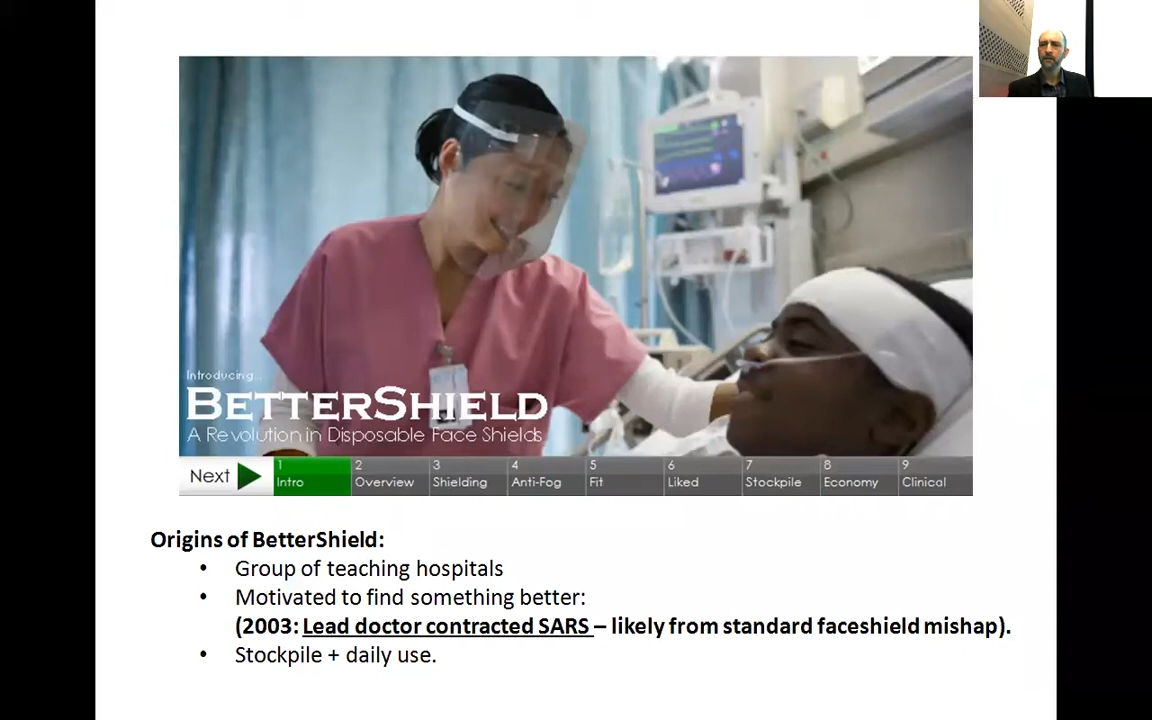 Introducing...
BETTERSHIELD
A Revolution in Disposable Face Shields
Next
1 Intro
2 Overview
3 Shielding
4 Anti-Fog
5 Fit
6 Liked
7 Stockpile
8 Economy
9 Clinical
Origins of BetterShield:
• Group of teaching hospitals
• Motivated to find something better:
(2003: Lead doctor contracted SARS – likely from standard faceshield mishap).
• Stockpile + daily use.